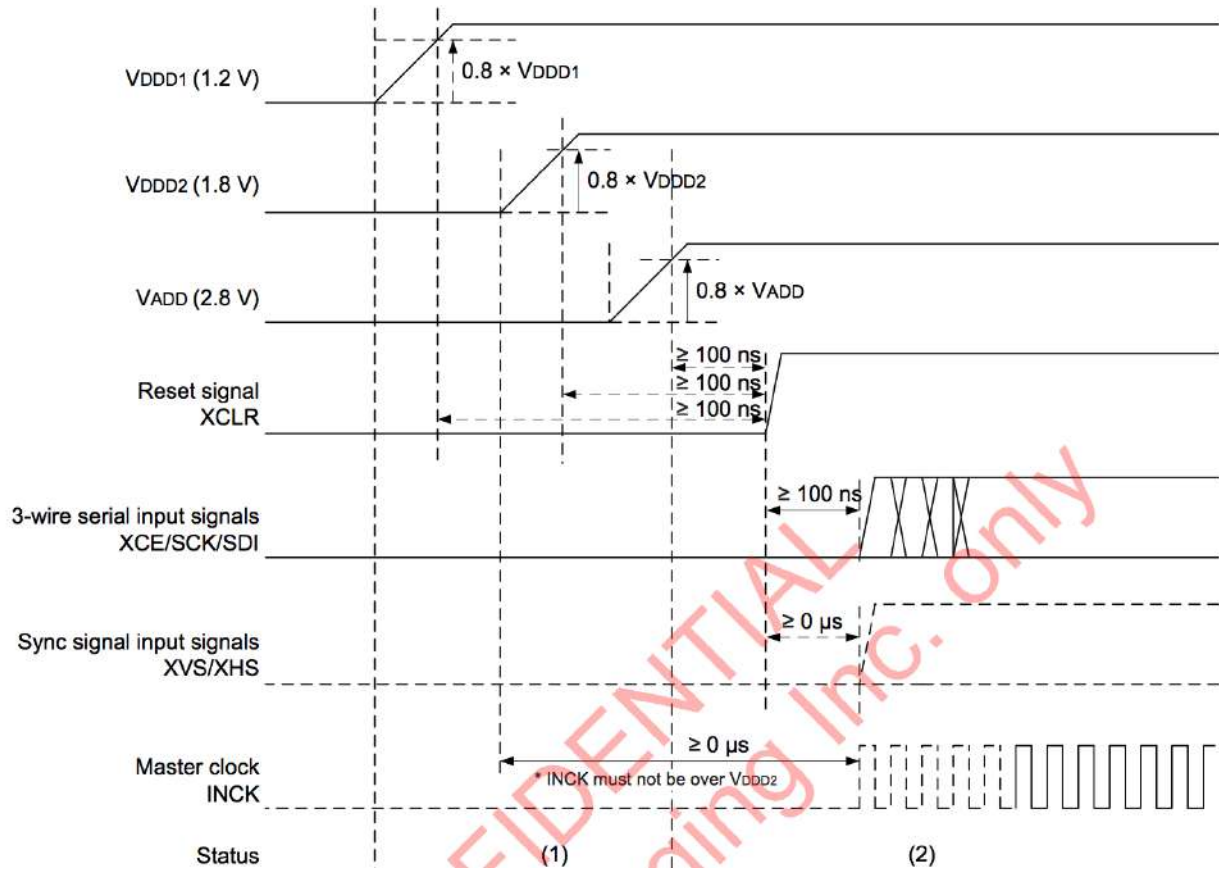 VDDD1 (1.2 V)
0.8 × VDDD1
VDDD2 (1.8 V)
0.8 × VDDD2
VADD (2.8 V)
0.8 × VADD
≥ 100 ns
≥ 100 ns
≥ 100 ns
Reset signal
XCLR
≥ 100 ns
3-wire serial input signals
XCE/SCK/SDI
≥ 0 µs
Sync signal input signals
XVS/XHS
≥ 0 µs
* INCK must not be over VDDD2
Master clock
INCK
Status
(1)
(2)
FIDENTIAL
ging Inc. only